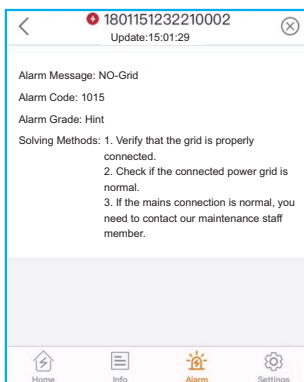 1801151232210002
Update:15:01:29
Alarm Message: NO-Grid
Alarm Code: 1015
Alarm Grade: Hint
Solving Methods: 1. Verify that the grid is properly
connected.
2. Check if the connected power grid is
normal.
3. If the mains connection is normal, you
need to contact our maintenance staff
member.
Home Info Alarm Settings